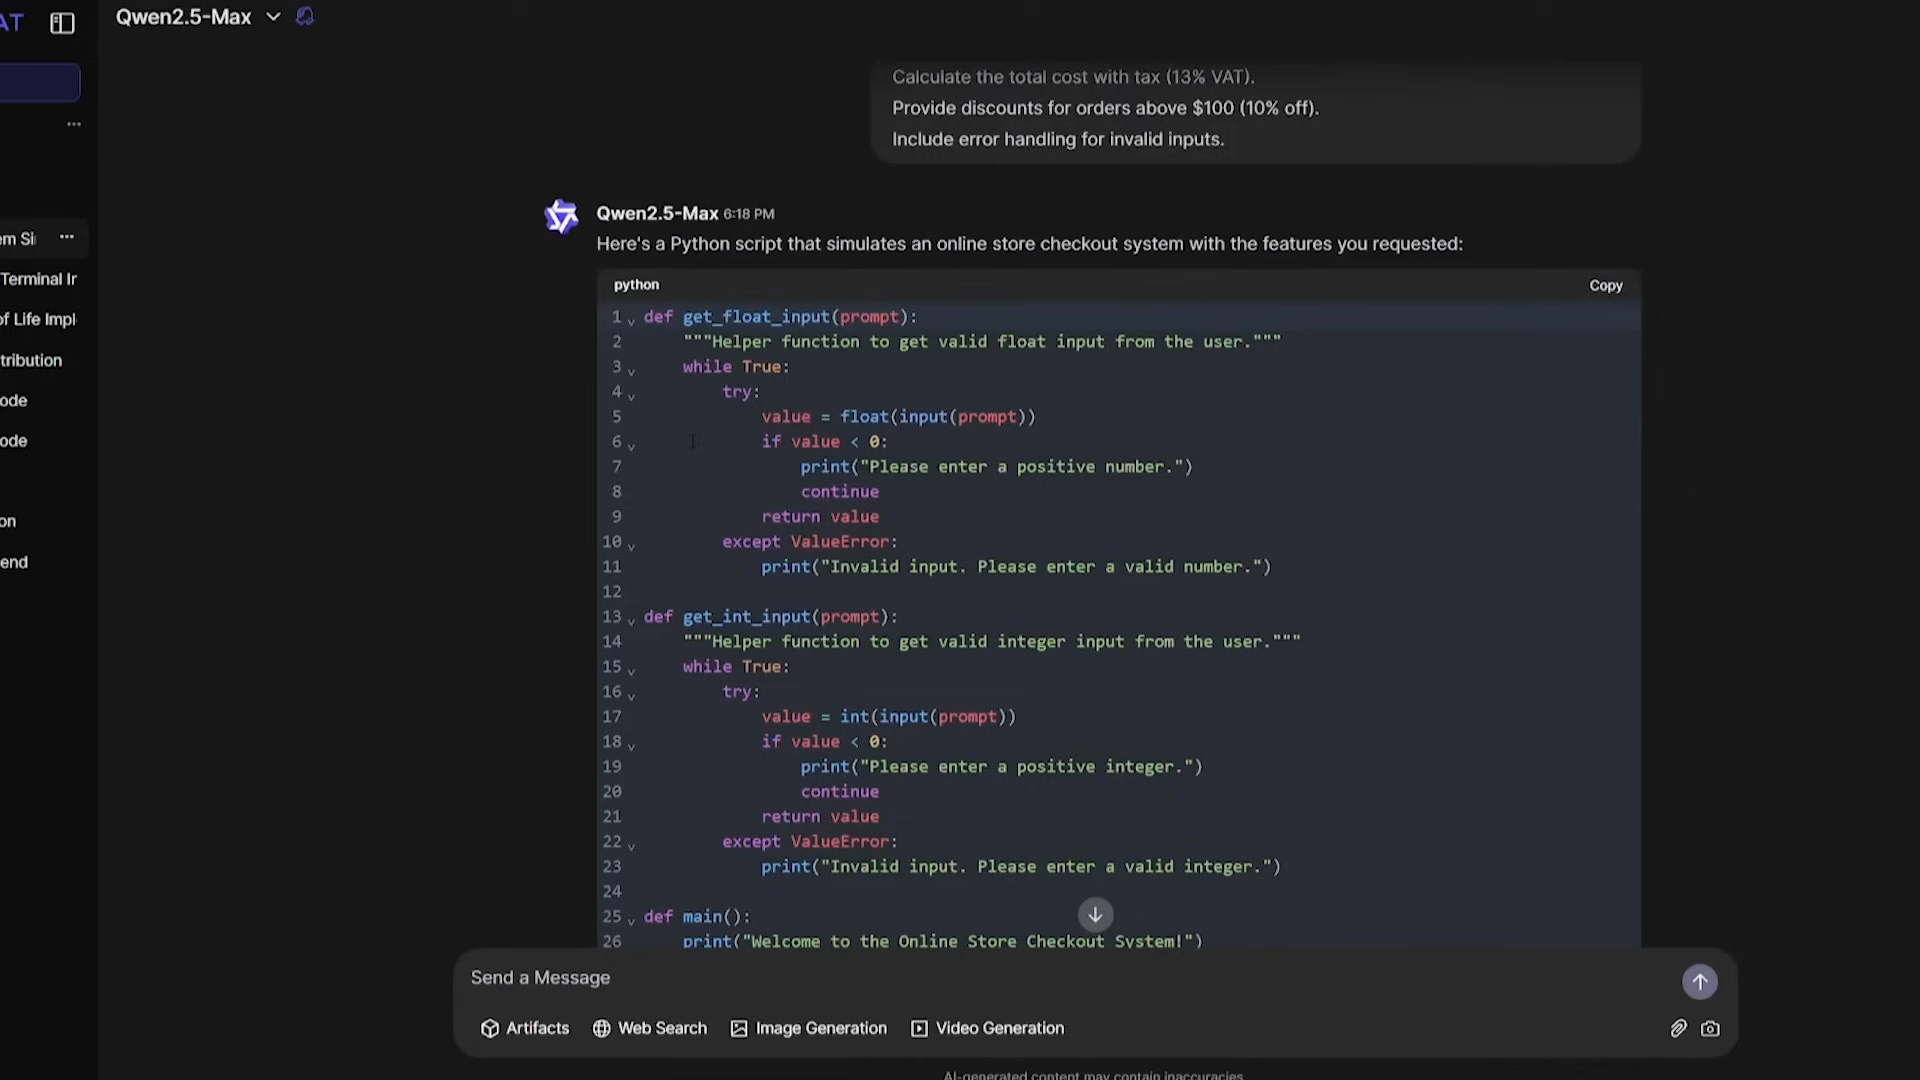 AT
Qwen2.5-Max
Calculate the total cost with tax (13% VAT).
Provide discounts for orders above $100 (10% off).
Include error handling for invalid inputs.
em Si
Terminal Ir
of Life Impl
tribution
ode
ode
on
end
Qwen2.5-Max 6:18 PM
Here's a Python script that simulates an online store checkout system with the features you requested:
python Copy
1 def get_float_input(prompt):
2 """Helper function to get valid float input from the user."""
3 while True:
4 try:
5 value = float(input(prompt))
6 if value < 0:
7 print("Please enter a positive number.")
8 continue
9 return value
10 except ValueError:
11 print("Invalid input. Please enter a valid number.")
12
13 def get_int_input(prompt):
14 """Helper function to get valid integer input from the user."""
15 while True:
16 try:
17 value = int(input(prompt))
18 if value < 0:
19 print("Please enter a positive integer.")
20 continue
21 return value
22 except ValueError:
23 print("Invalid input. Please enter a valid integer.")
24
25 def main():
26 print("Welcome to the Online Store Checkout System!")
Send a Message
Artifacts Web Search Image Generation Video Generation
AI-generated content may contain inaccuracies